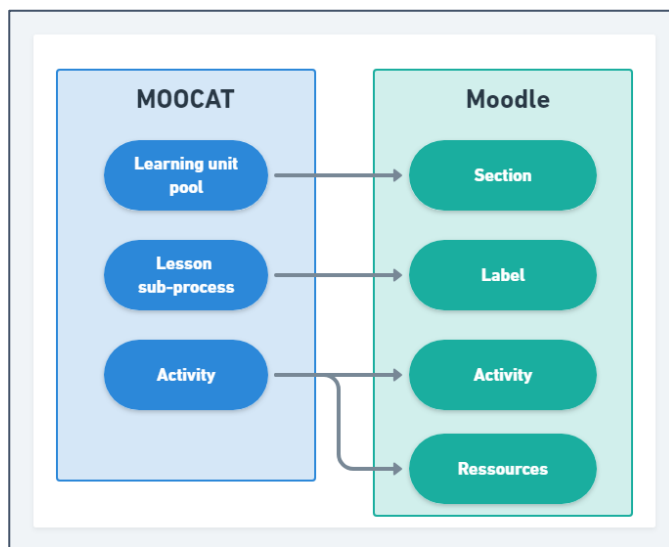 MOOCAT
Moodle
Learning unit
pool
Section
Lesson
sub-process
Label
Activity
Activity
Ressources